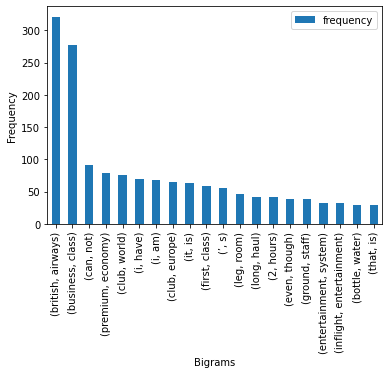 frequency
Frequency
300
250
200
150
100
50
0
(british, airways)
(business, class)
(can, not)
(premium, economy)
(club, world)
(i, have)
(i, am)
(club, europe)
(it, is)
(first, class)
(’, s)
(leg, room)
(long, haul)
(2, hours)
(even, though)
(ground, staff)
(entertainment, system)
(inflight, entertainment)
(bottle, water)
(that, is)
Bigrams